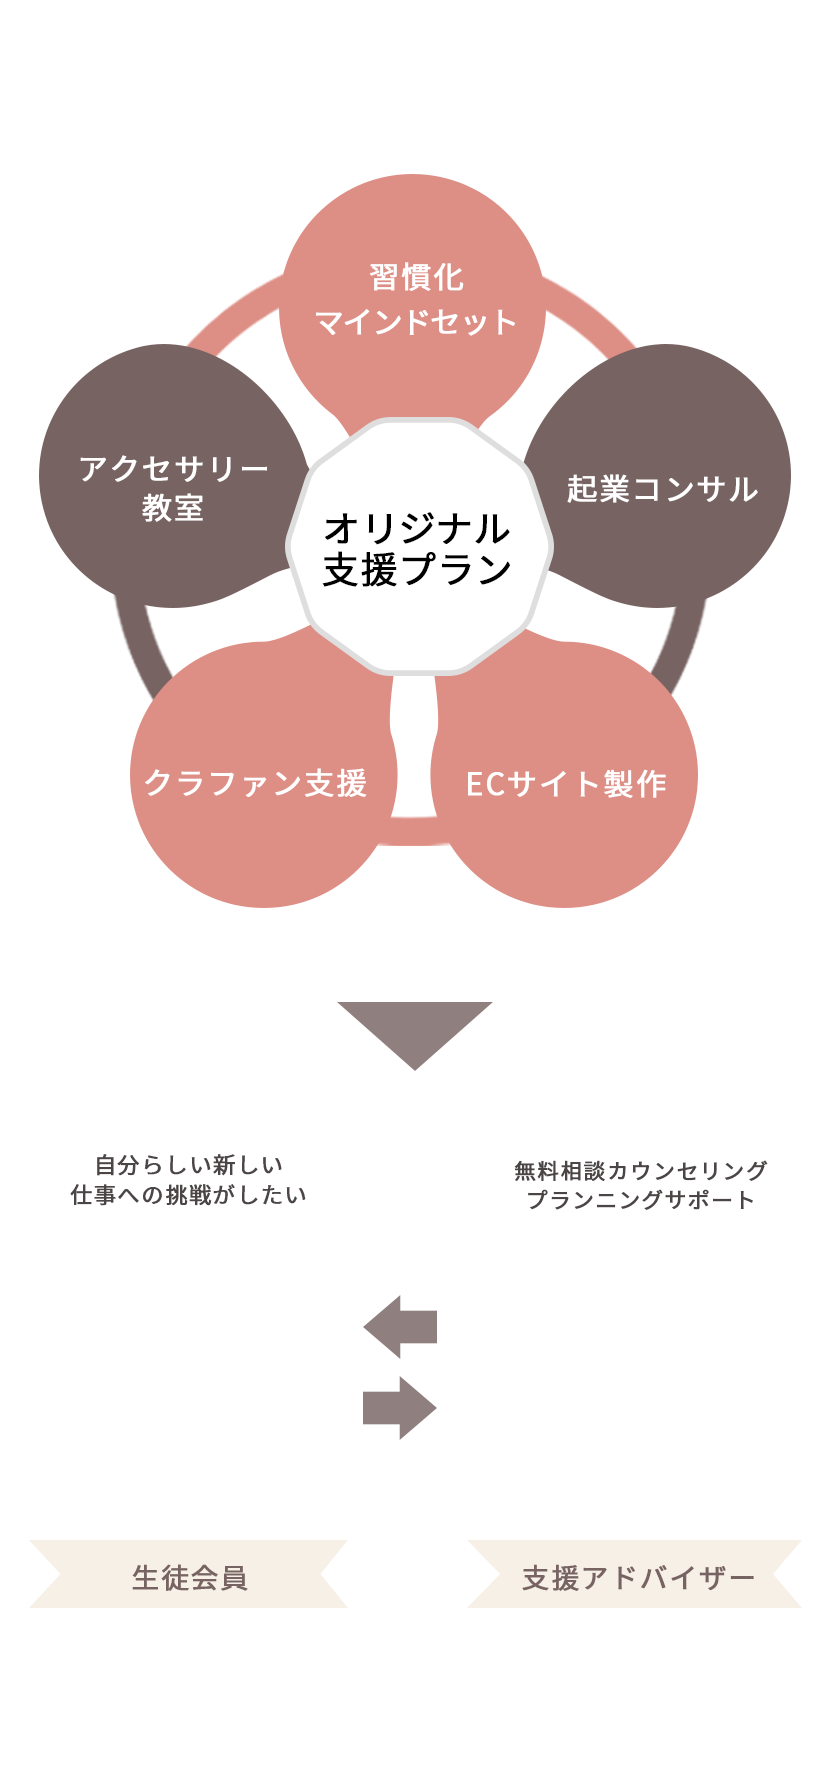 習慣化
マインドセット
アクセサリー
教室
起業コンサル
オリジナル
支援プラン
クラファン支援
ECサイト製作
自分らしい新しい
仕事への挑戦がしたい
無料相談カウンセリング
プランニングサポート
生徒会員
支援アドバイザー